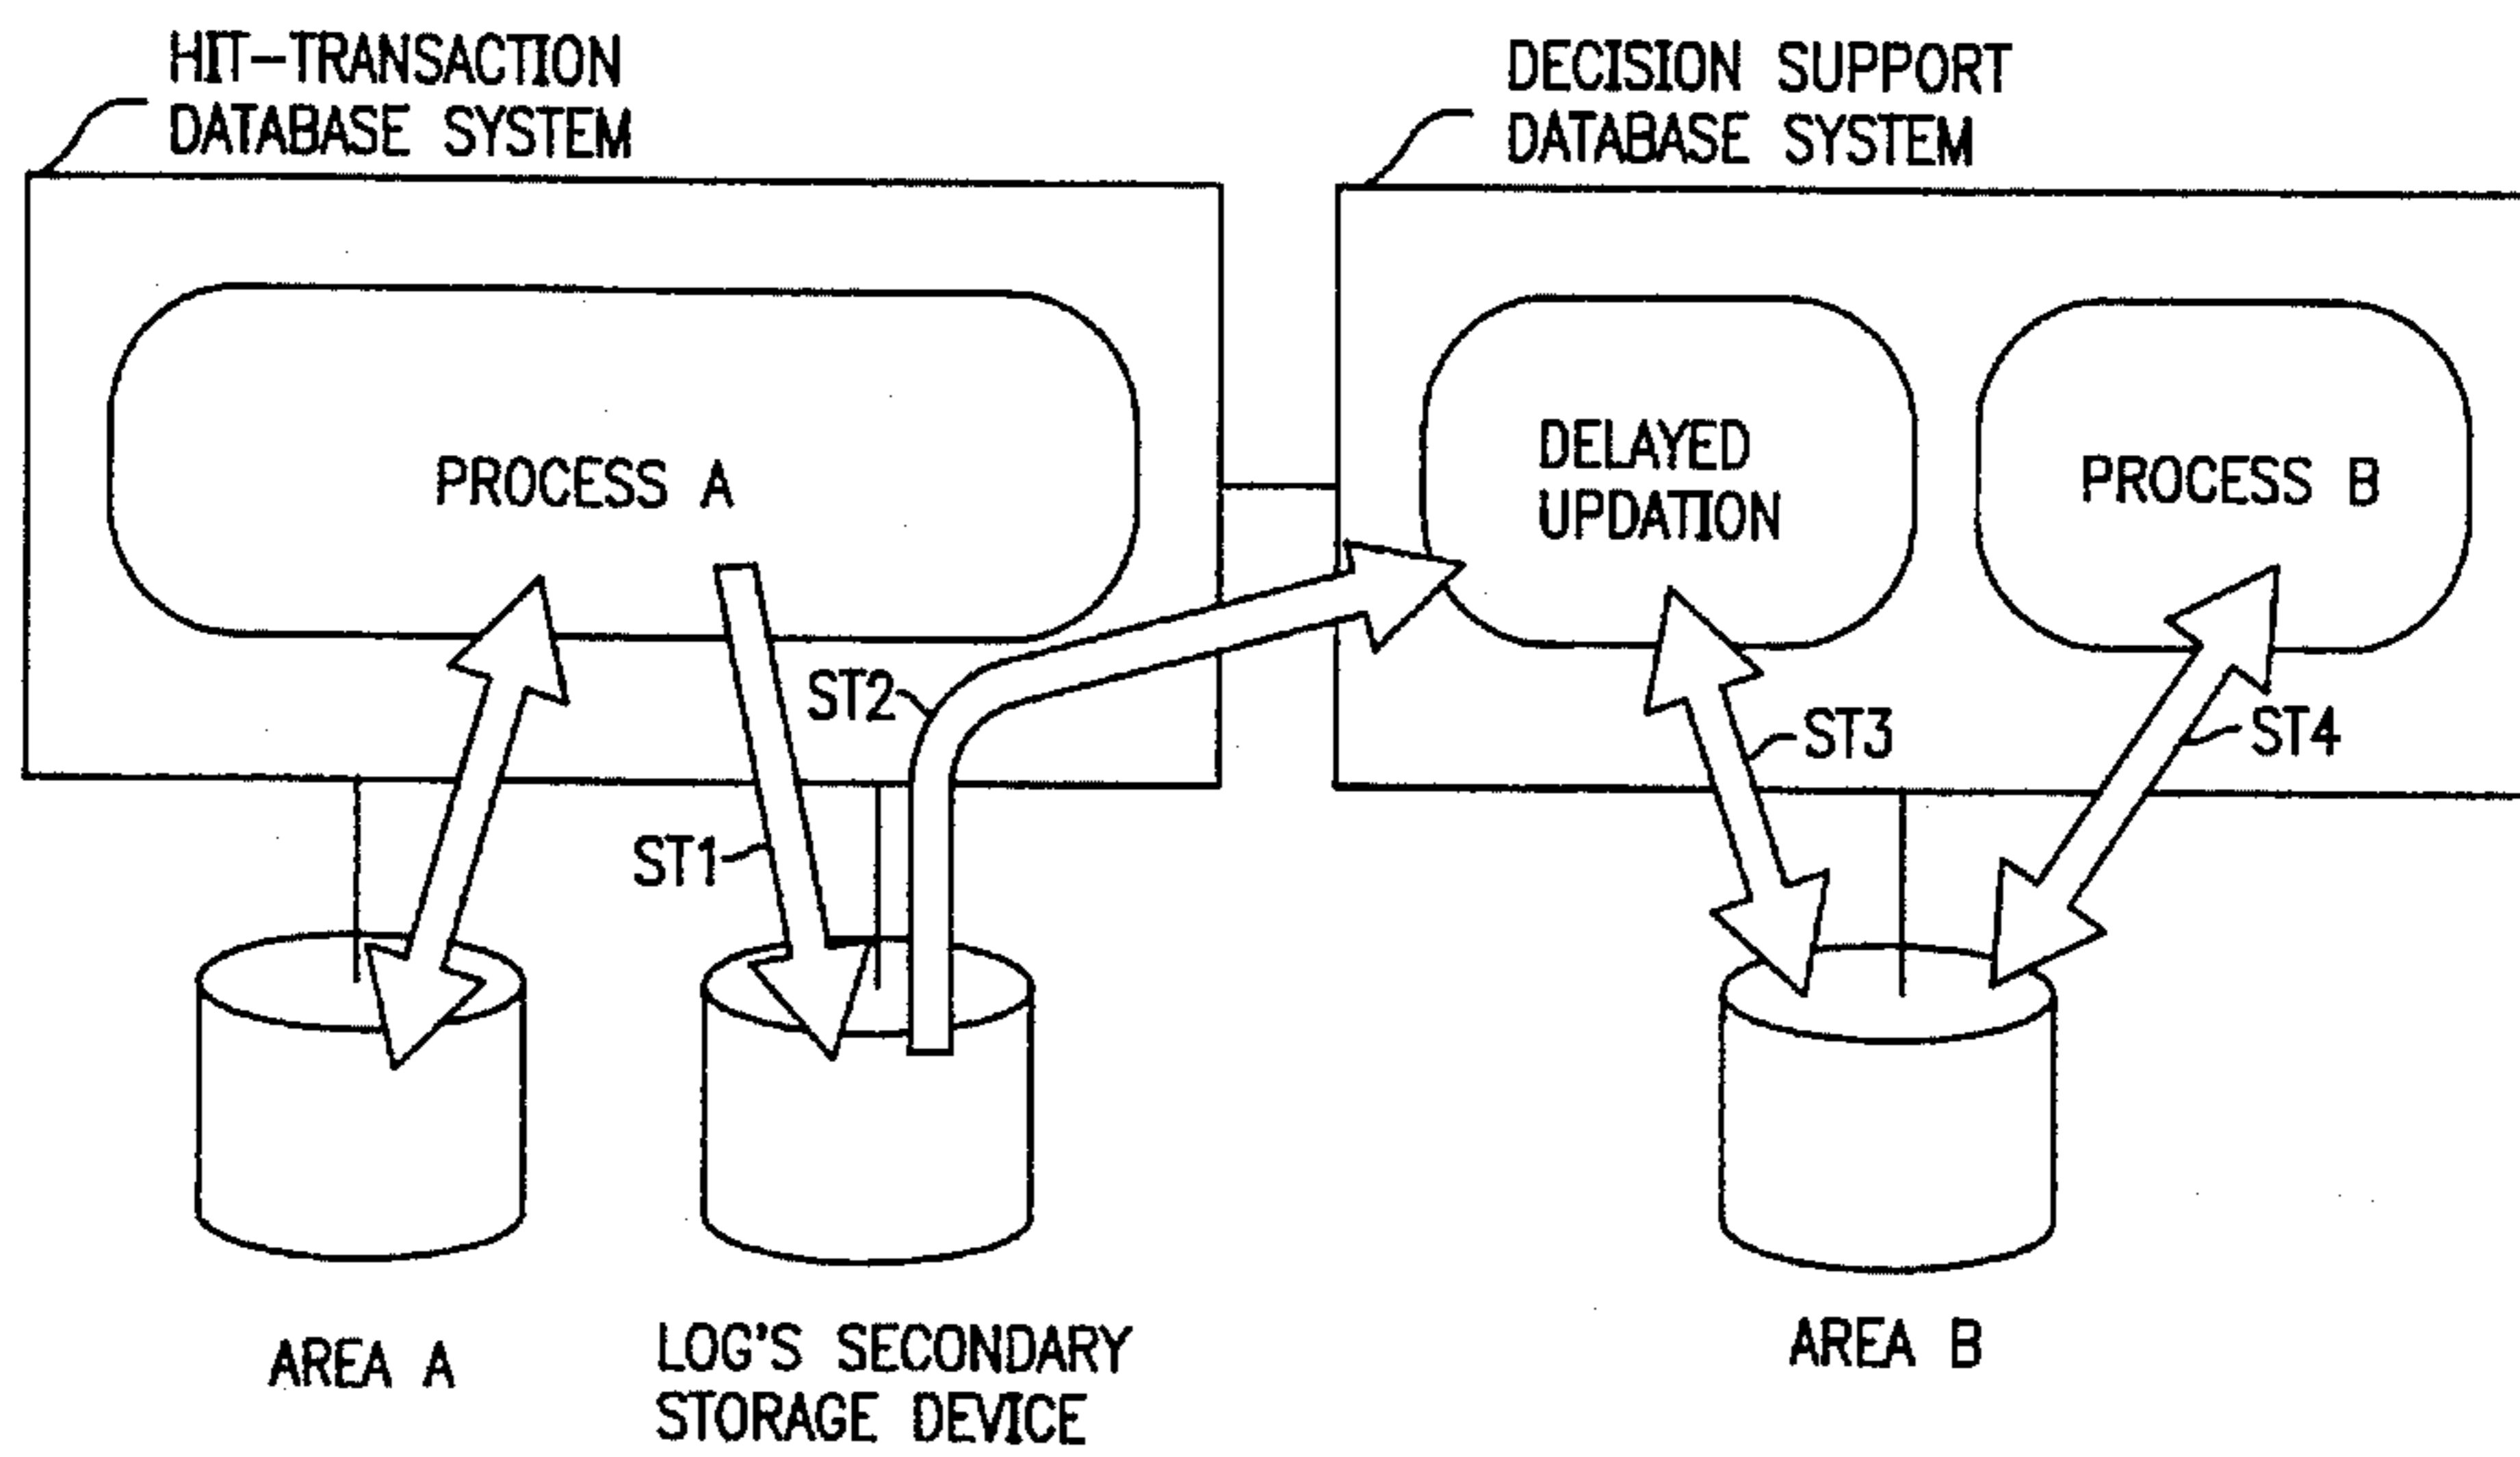 HIT-TRANSACTION
DATABASE SYSTEM
DECISION SUPPORT
DATABASE SYSTEM
PROCESS A
DELAYED
UPDATION
PROCESS B
ST2
ST3
ST4
ST1
AREA A
LOG'S SECONDARY
STORAGE DEVICE
AREA B